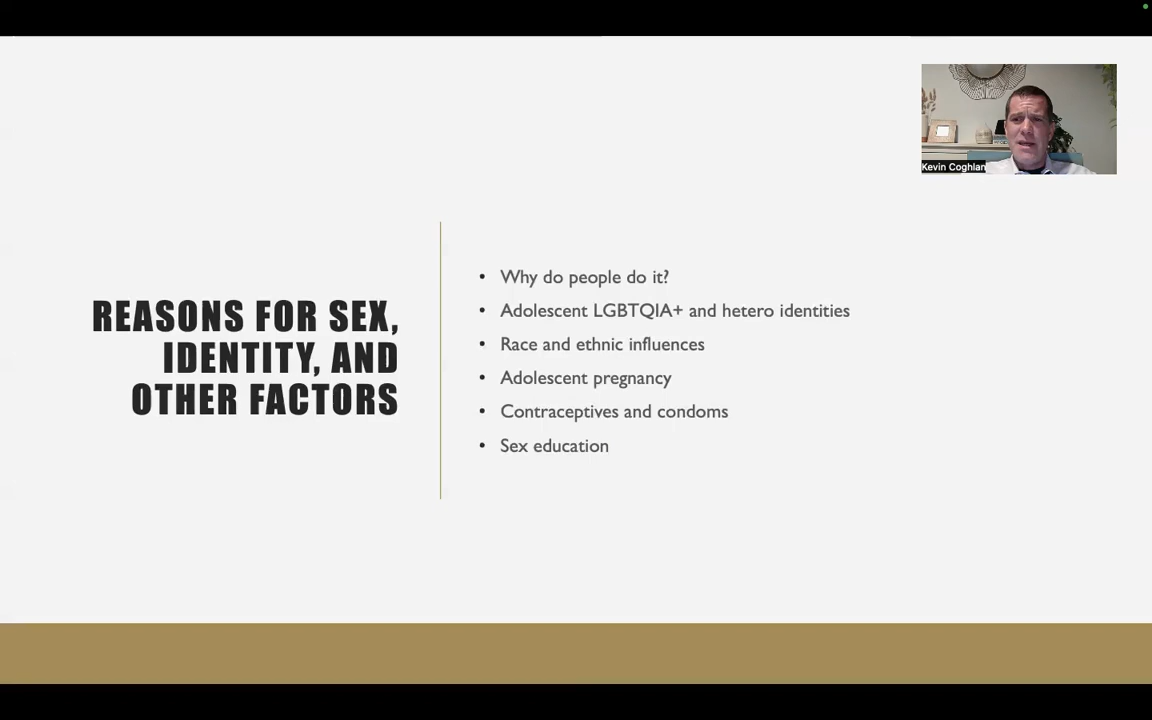 Kevin Coghlan
REASONS FOR SEX,
IDENTITY, AND
OTHER FACTORS
• Why do people do it?
• Adolescent LGBTQIA+ and hetero identities
• Race and ethnic influences
• Adolescent pregnancy
• Contraceptives and condoms
• Sex education